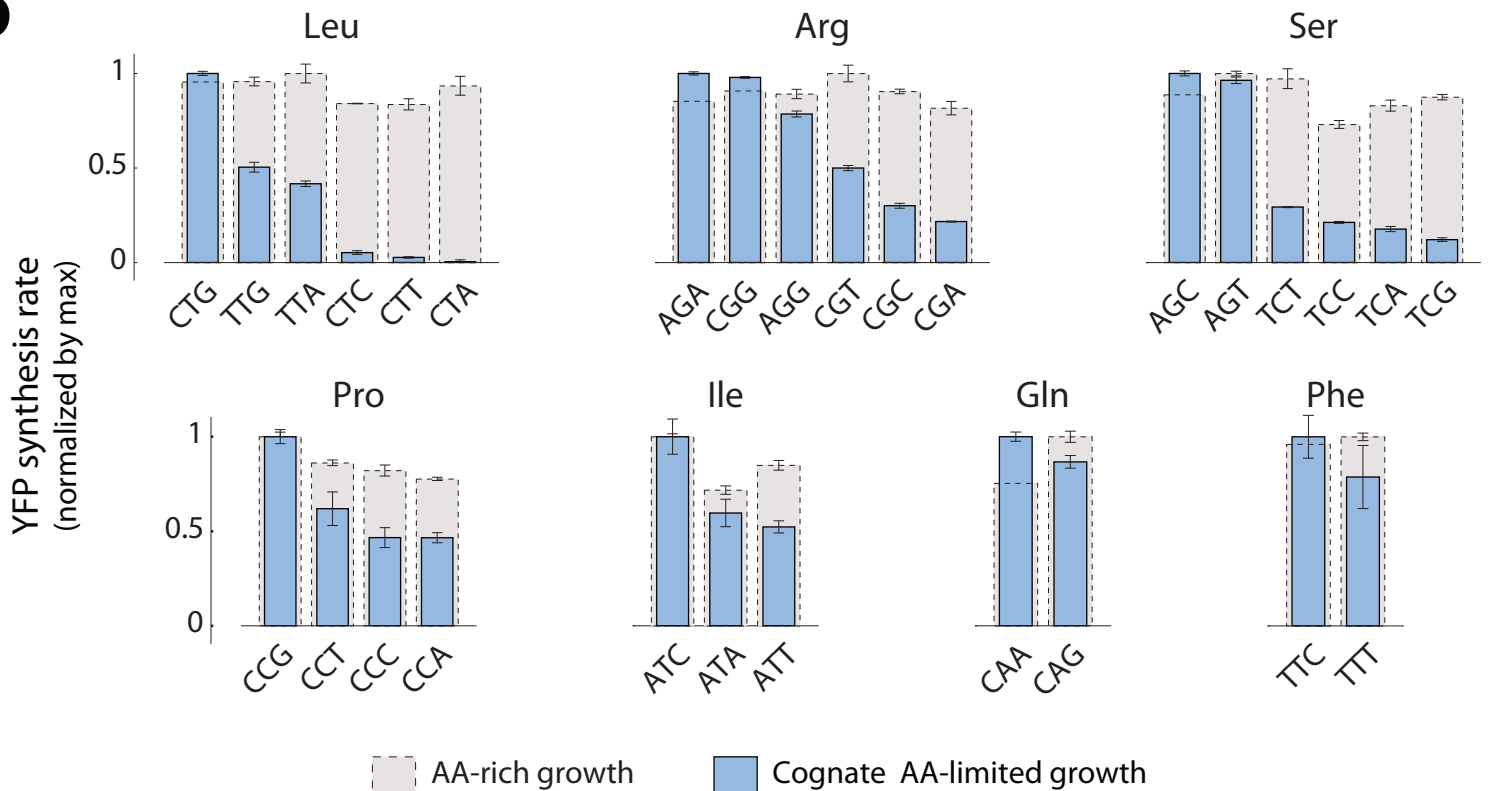 Leu Arg Ser
1
0.5
0
CTG TTG TTA CTC CTT CTA AGA CGG AGG CGT CGC CGA AGC AGT TCT TCC TCA TCG
YFP synthesis rate
(normalized by max)
Pro Ile Gln Phe
1
0.5
0
CCG CCT CCC CCA ATC ATA ATT CAA CAG TTC TTT
AA-rich growth Cognate AA-limited growth